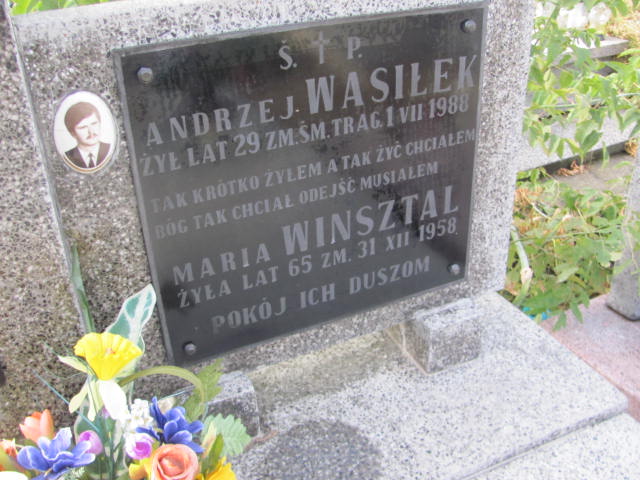 Ś. P.
ANDRZEJ WASIŁEK
ŻYŁ LAT 29 ZM. ŚM. TRAG. 1 VII 1988
TAK KRÓTKO ŻYŁEM A TAK ŻYĆ CHCIAŁEM
BÓG TAK CHCIAŁ ODEJŚĆ MUSIAŁEM
MARIA WINSZTAL
ŻYŁA LAT 65 ZM. 31 XII 1958
POKÓJ ICH DUSZOM